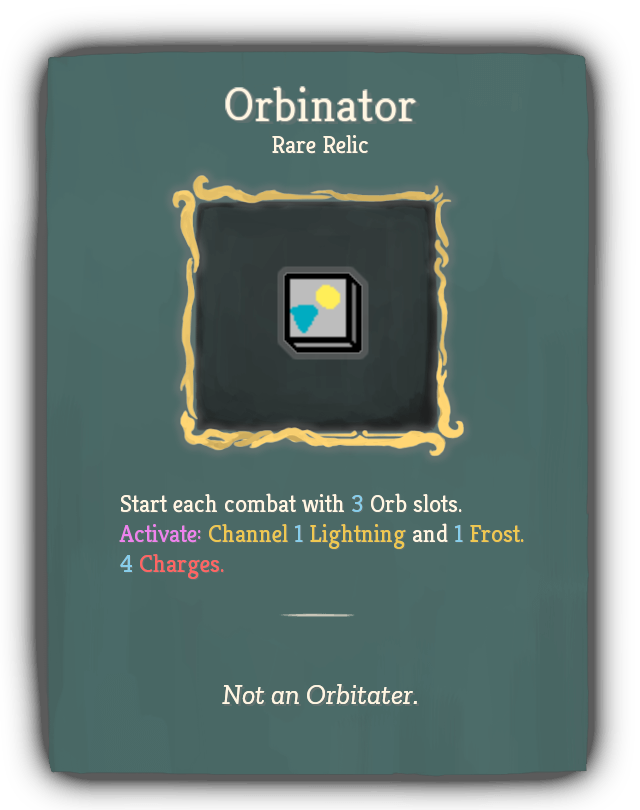 Orbinator
Rare Relic
Start each combat with 3 Orb slots.
Activate: Channel 1 Lightning and 1 Frost.
4 Charges.
Not an Orbitater.